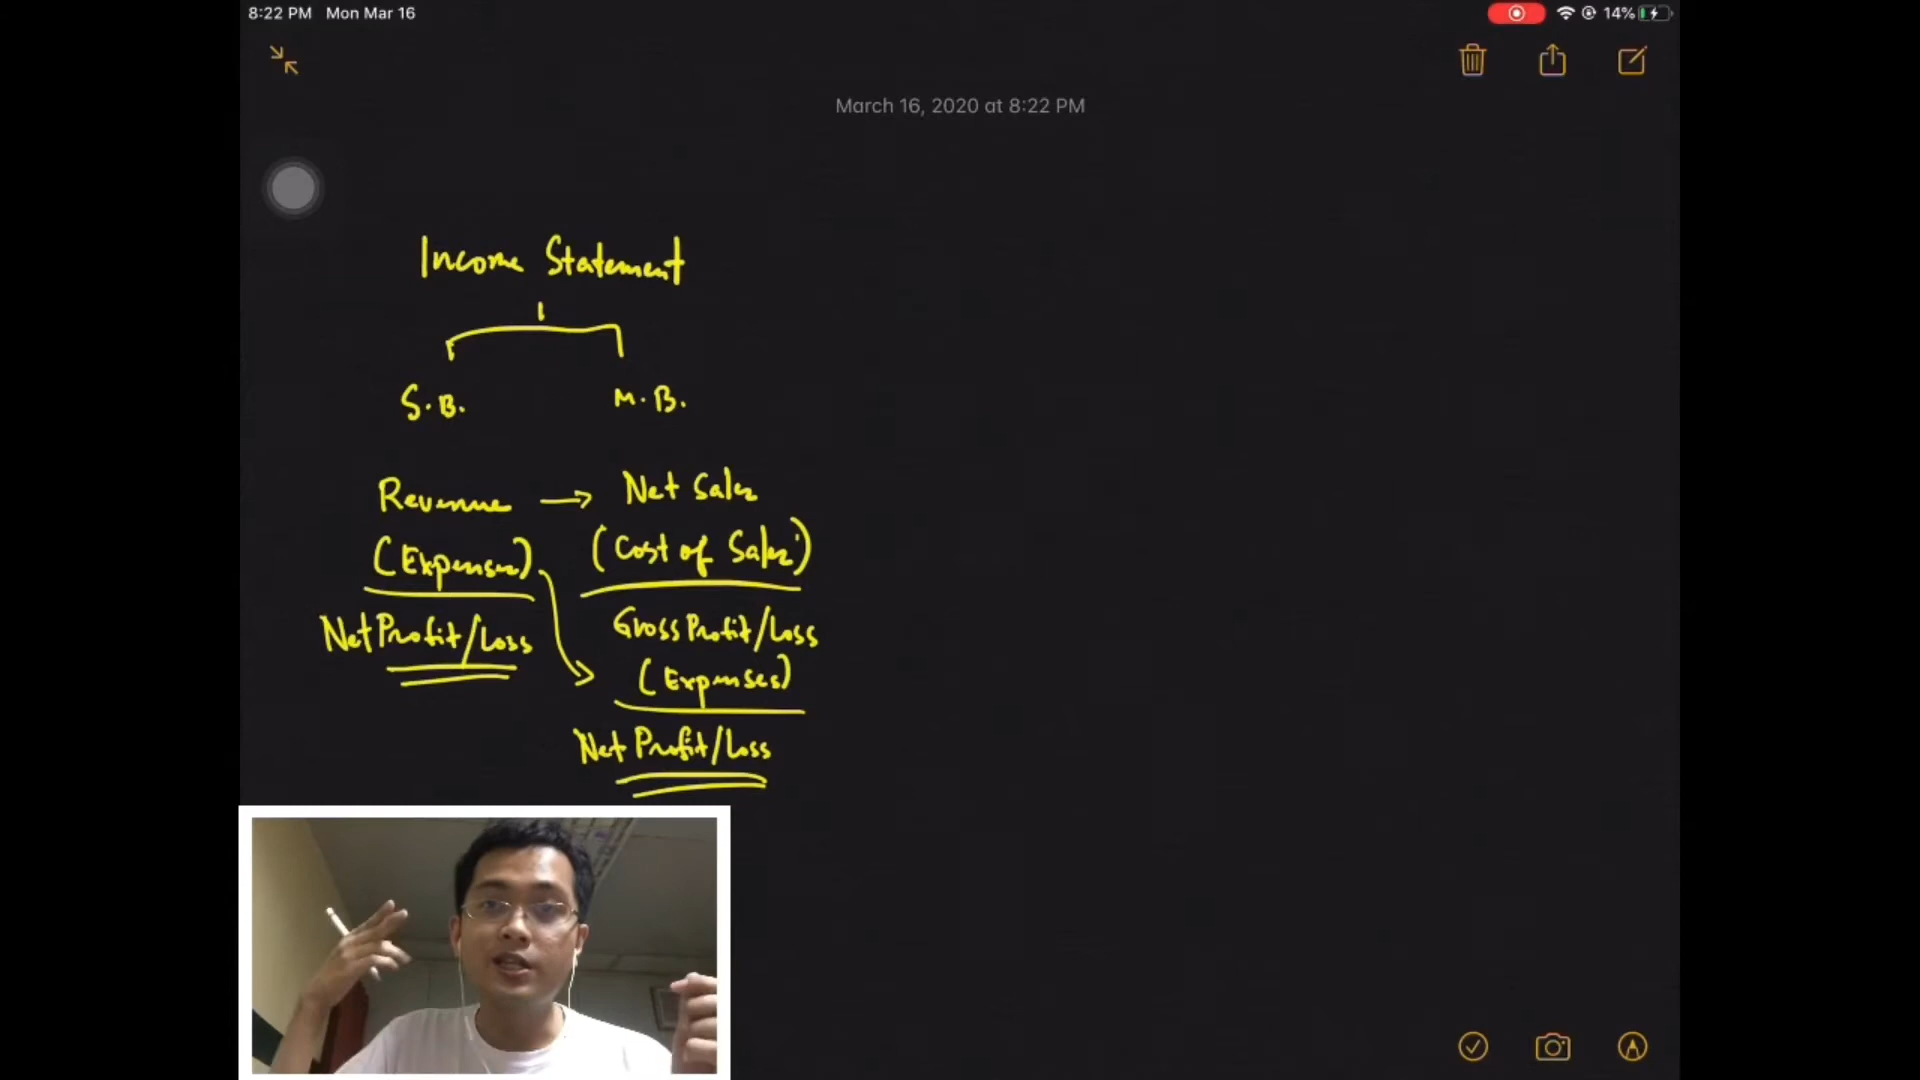 8:22 PM Mon Mar 16
14%
March 16, 2020 at 8:22 PM
Income Statement
S.B.
M.B.
Revenue → Net Sales
(Expenses)
(Cost of Sales)
Net Profit/Loss
Gross Profit/Loss
(Expenses)
Net Profit/Loss